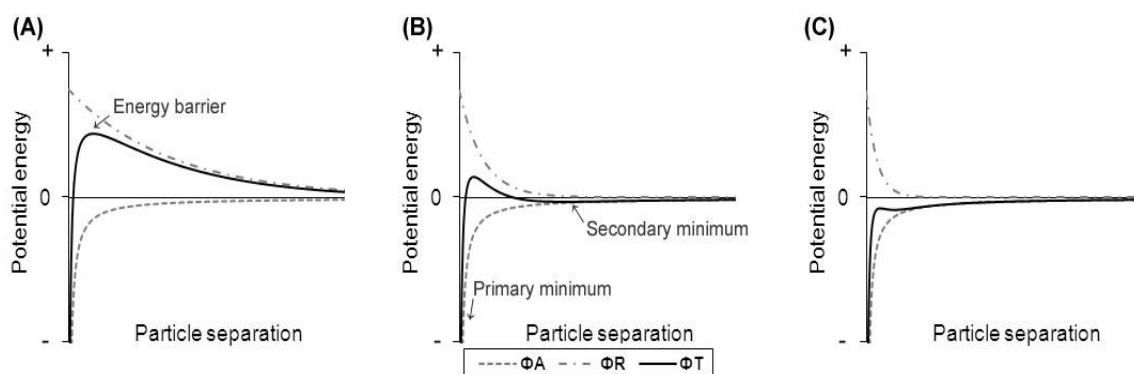 (A)
+
Energy barrier
Potential energy
0
-
Particle separation
(B)
+
Potential energy
0
Secondary minimum
Primary minimum
-
Particle separation
(C)
+
Potential energy
0
-
Particle separation
ΦA ΦR ΦT